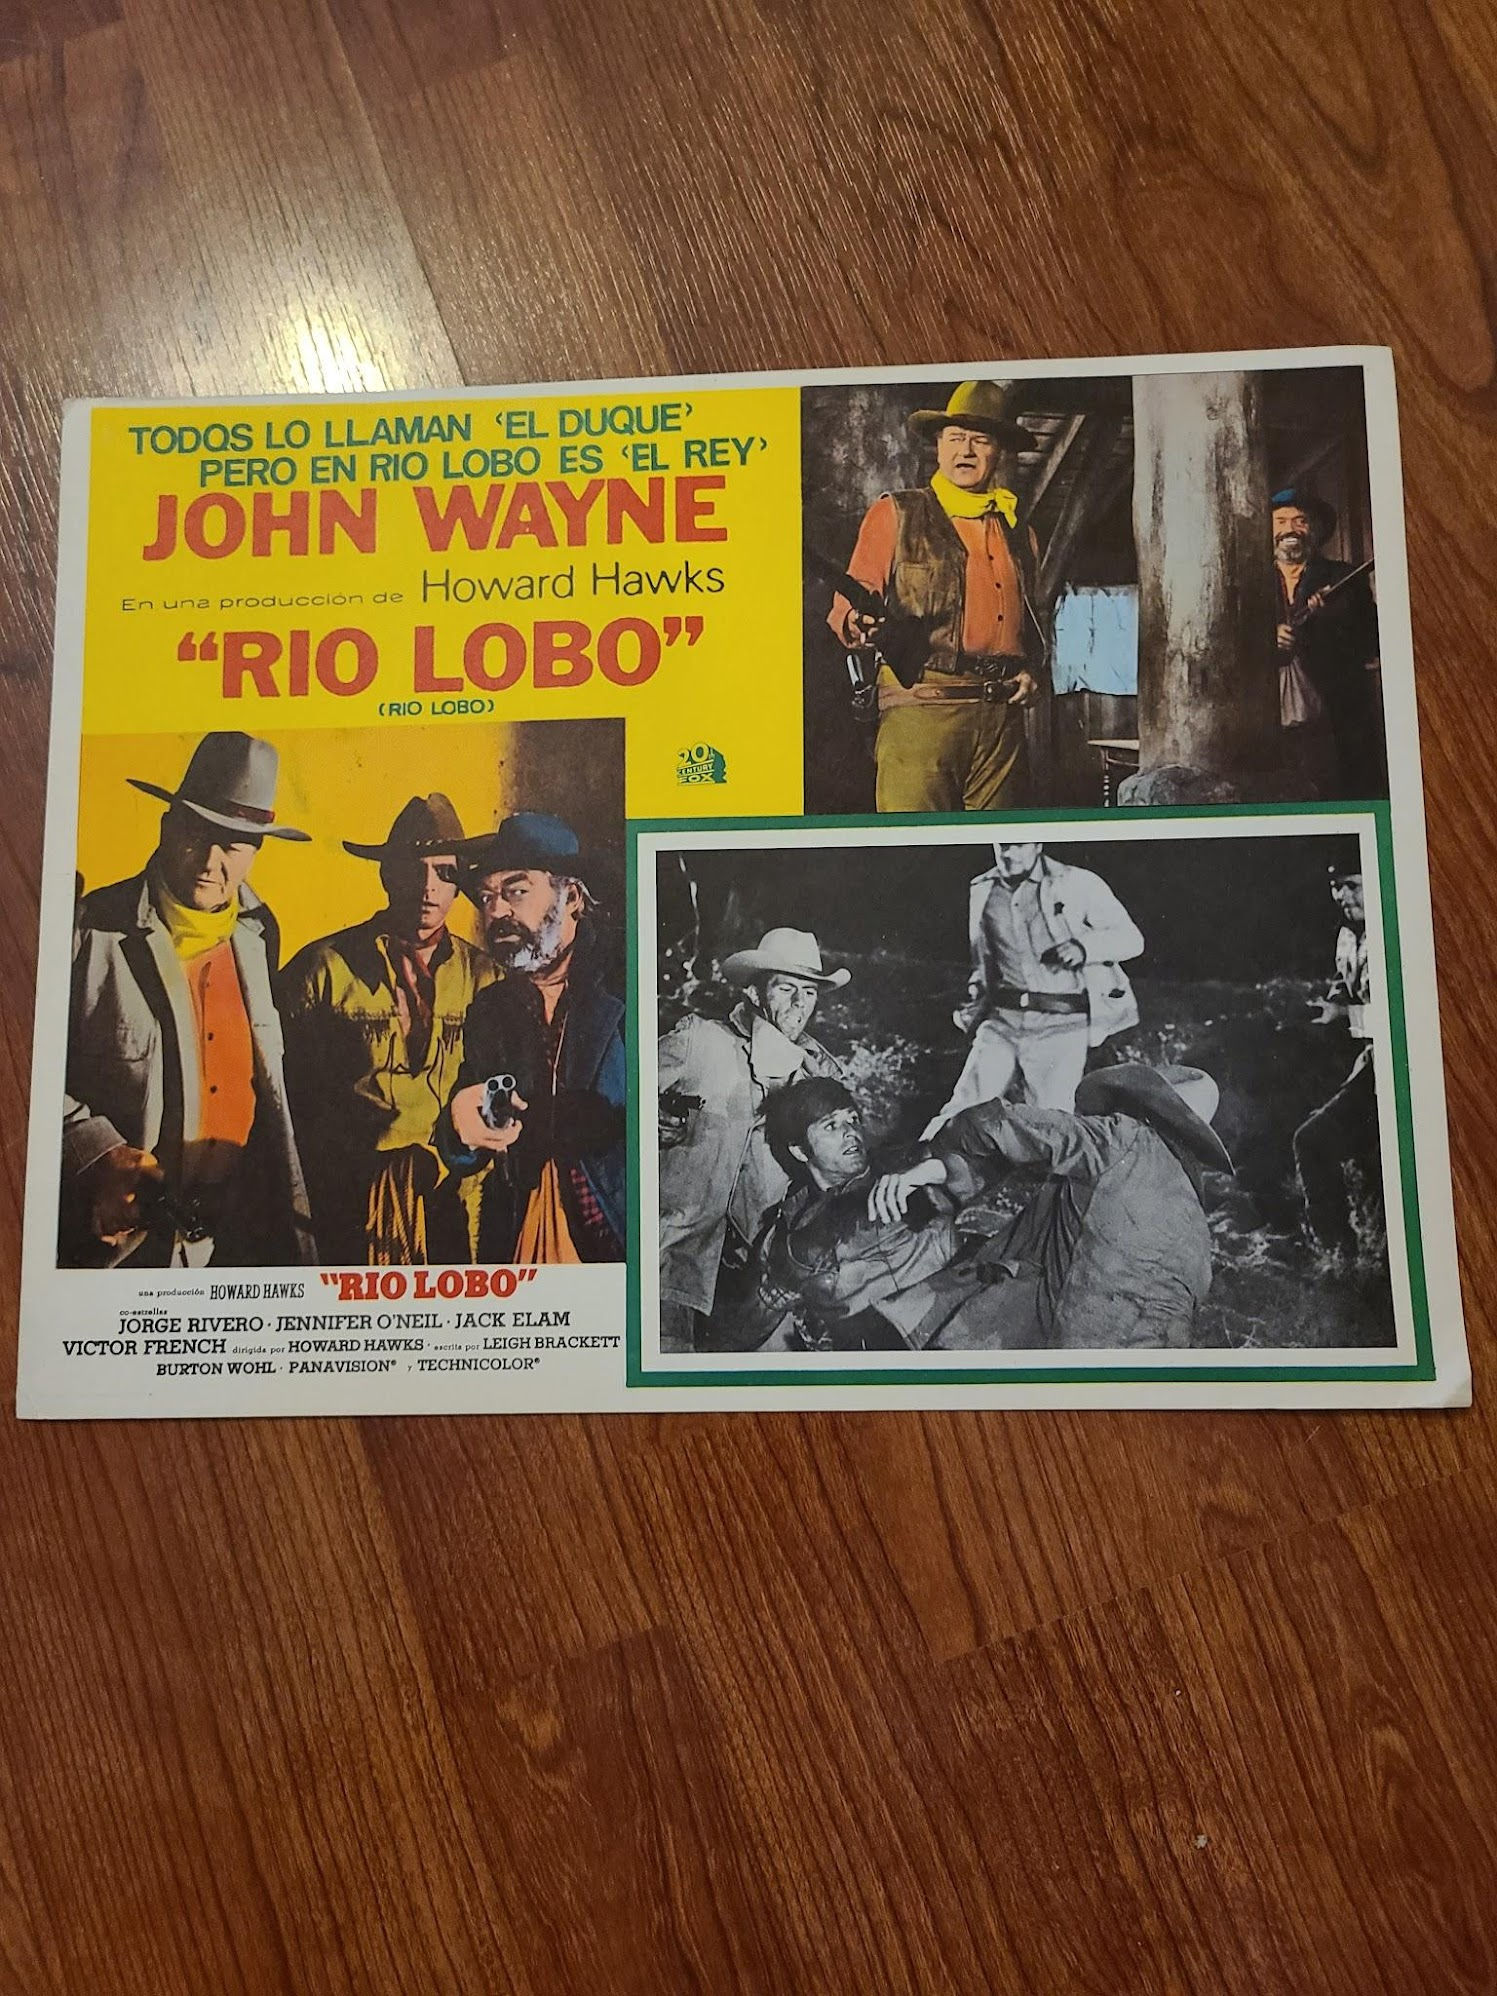 TODOS LO LLAMAN ‘EL DUQUE’
PERO EN RIO LOBO ES ‘EL REY’
JOHN WAYNE
En una producción de Howard Hawks
“RIO LOBO”
(RIO LOBO)
20th
CENTURY
FOX
una producción HOWARD HAWKS "RIO LOBO"
co-estrellas
JORGE RIVERO · JENNIFER O'NEIL · JACK ELAM
VICTOR FRENCH dirigida por HOWARD HAWKS · escrita por LEIGH BRACKETT
BURTON WOHL · PANAVISION® y TECHNICOLOR®